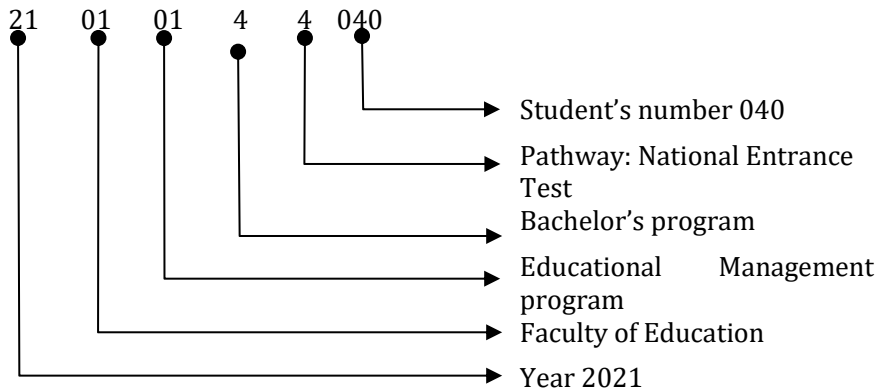 21 01 01 4 4 040
Student’s number 040
Pathway: National Entrance
Test
Bachelor’s program
Educational Management
program
Faculty of Education
Year 2021